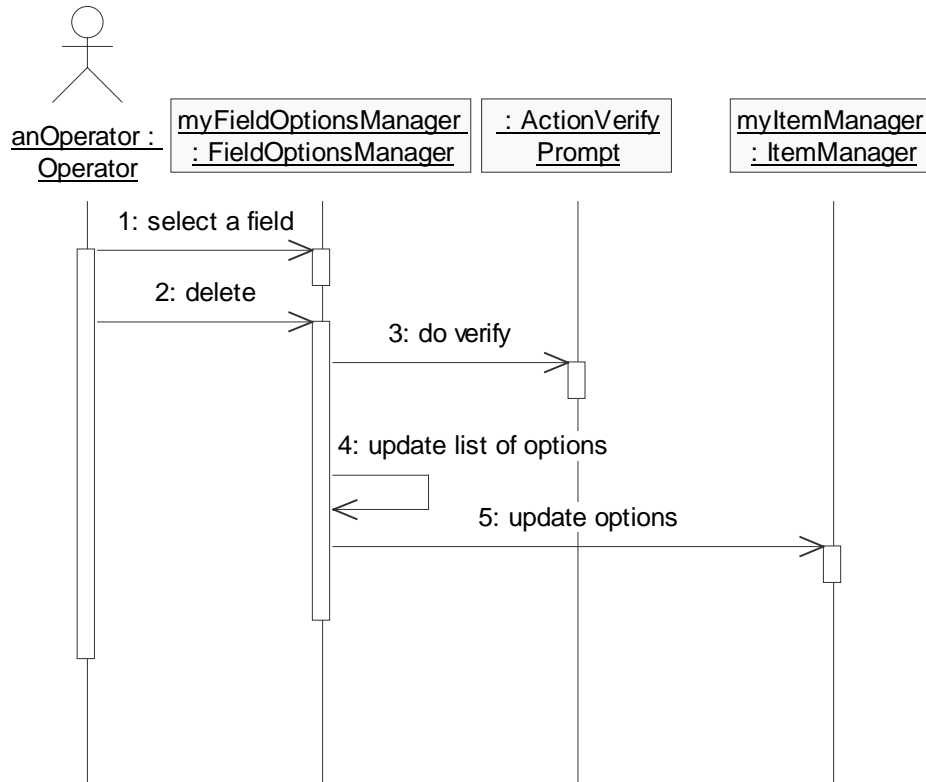 anOperator :
Operator
myFieldOptionsManager
: FieldOptionsManager
: ActionVerify
Prompt
myItemManager
: ItemManager
1: select a field
2: delete
3: do verify
4: update list of options
5: update options